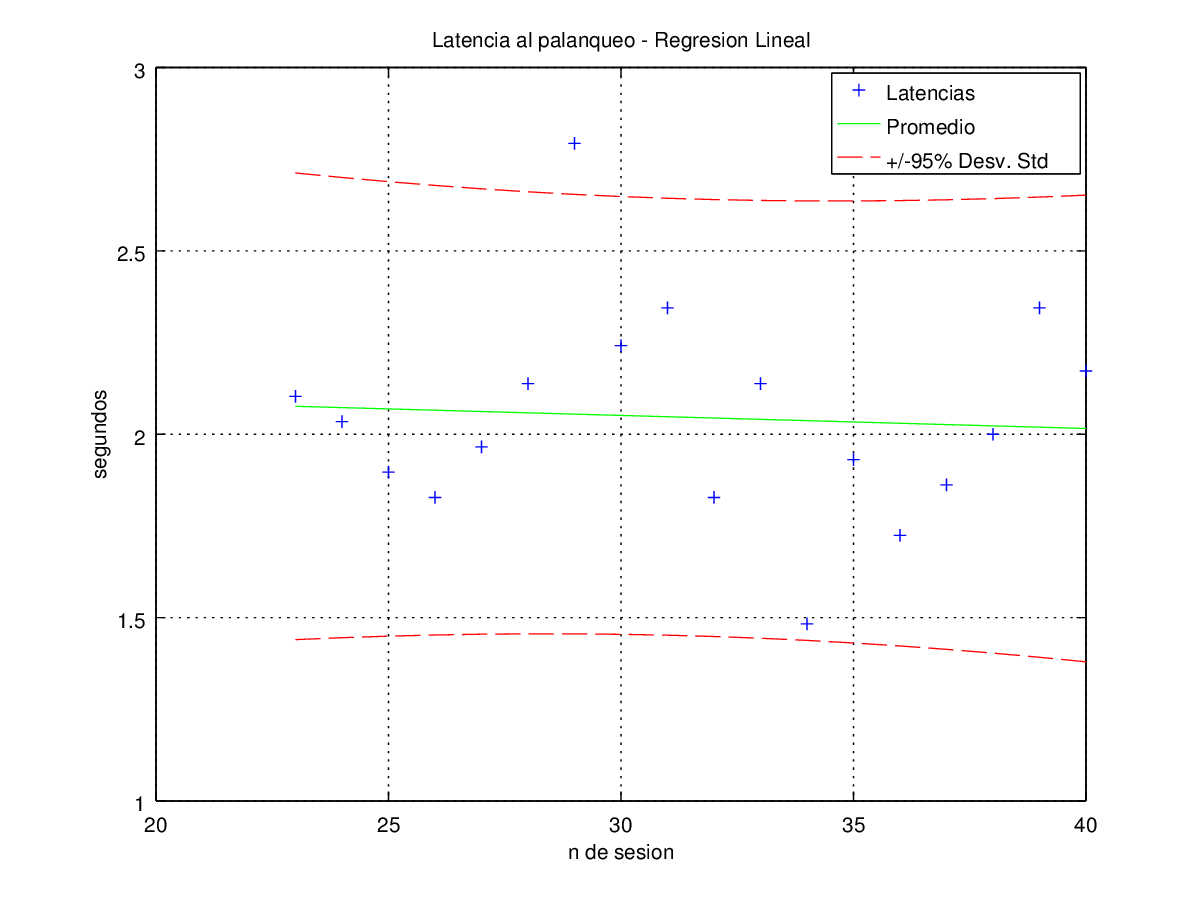 Latencia al palanqueo - Regresion Lineal
3
2.5
2
1.5
1
segundos
Latencias
Promedio
+/-95% Desv. Std
20
25
30
35
40
n de sesion